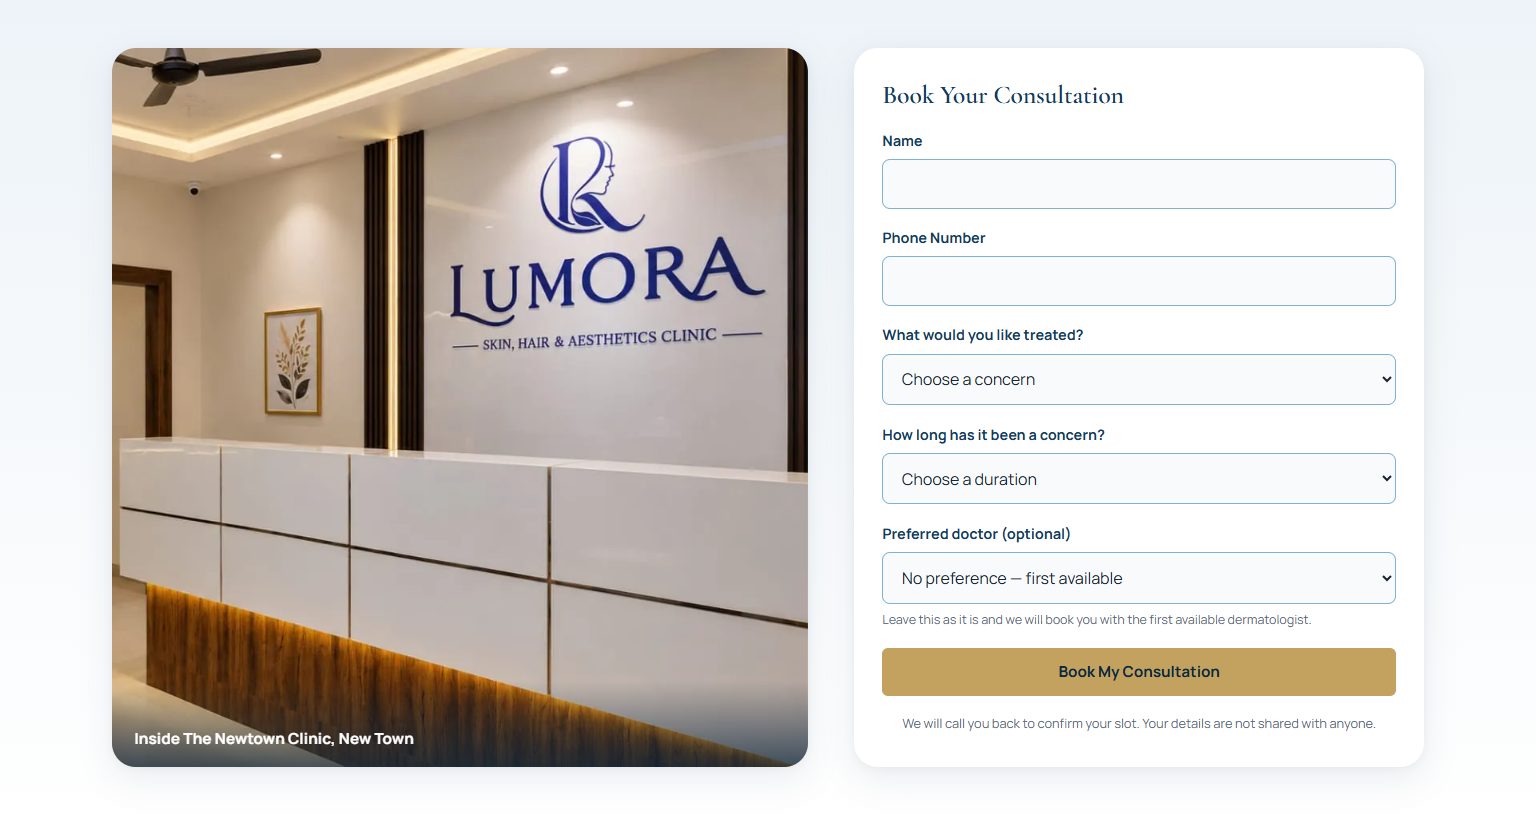 LUMORA
SKIN, HAIR & AESTHETICS CLINIC
Inside The Newtown Clinic, New Town
Book Your Consultation
Name
Phone Number
What would you like treated?
Choose a concern
How long has it been a concern?
Choose a duration
Preferred doctor (optional)
No preference — first available
Leave this as it is and we will book you with the first available dermatologist.
Book My Consultation
We will call you back to confirm your slot. Your details are not shared with anyone.